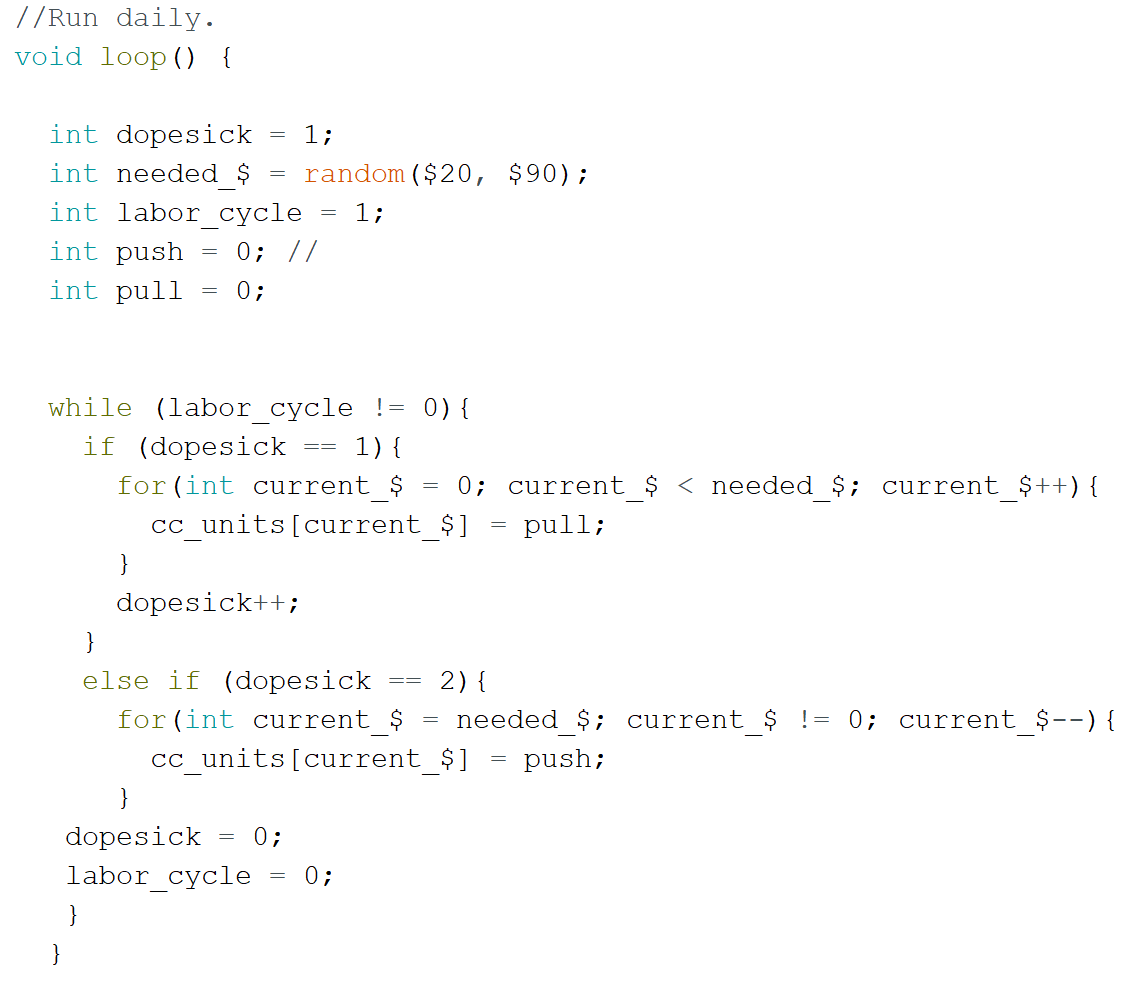 //Run daily.
void loop() {
int dopesick = 1;
int needed_$ = random($20, $90);
int labor_cycle = 1;
int push = 0; //
int pull = 0;
while (labor_cycle != 0){
if (dopesick == 1){
for(int current_$ = 0; current_$ < needed_$; current_$++){
cc_units[current_$] = pull;
}
dopesick++;
}
else if (dopesick == 2){
for(int current_$ = needed_$; current_$ != 0; current_$--){
cc_units[current_$] = push;
}
dopesick = 0;
labor_cycle = 0;
}
}